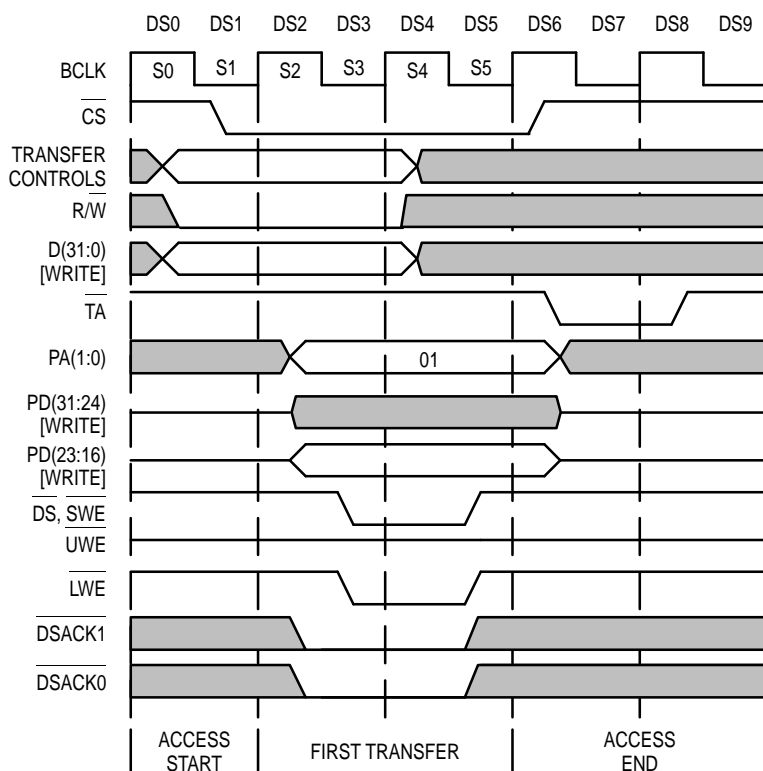 DS0 DS1 DS2 DS3 DS4 DS5 DS6 DS7 DS8 DS9
BCLK S0 S1 S2 S3 S4 S5
CS
TRANSFER
CONTROLS
R/W
D(31:0)
[WRITE]
TA
PA(1:0) 01
PD(31:24)
[WRITE]
PD(23:16)
[WRITE]
DS, SWE
UWE
LWE
DSACK1
DSACK0
ACCESS
START
FIRST TRANSFER
ACCESS
END